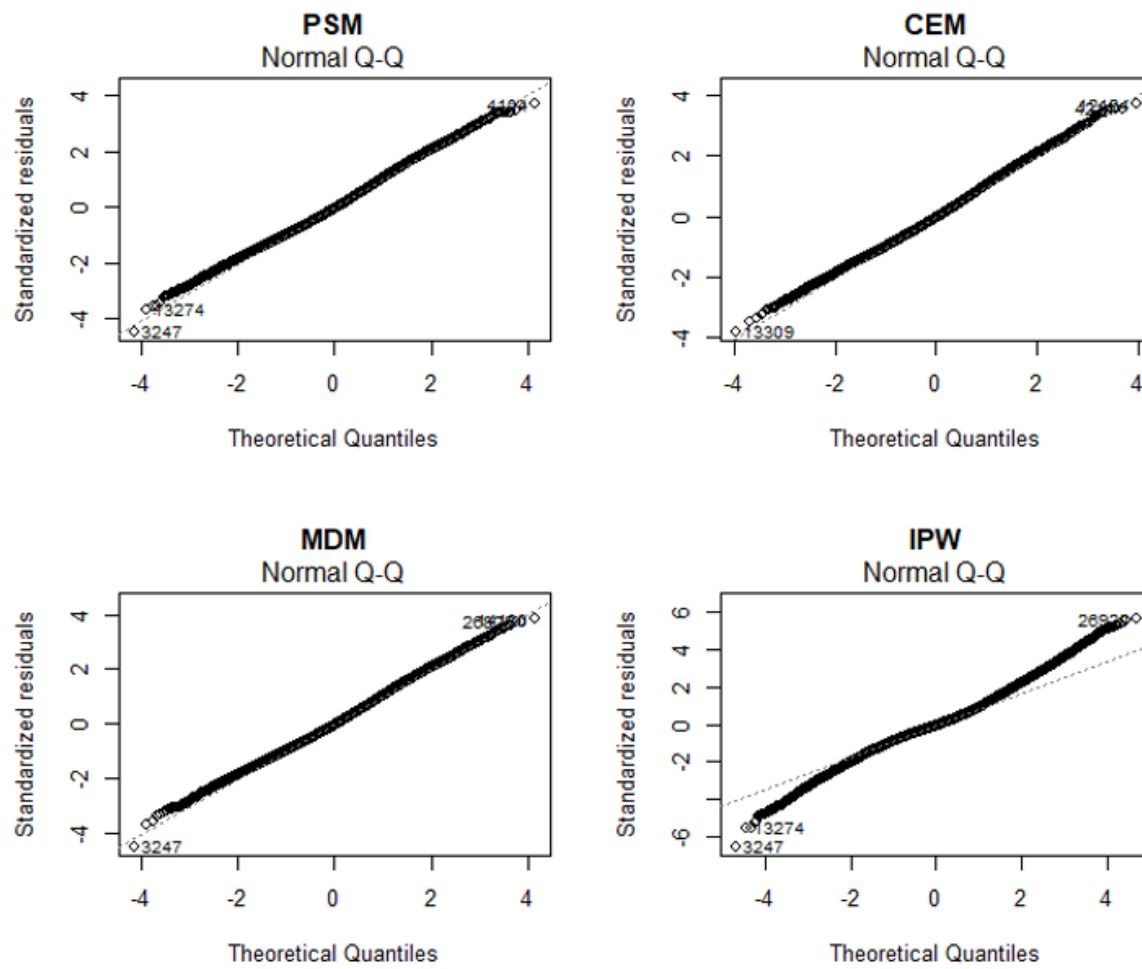 PSM
Normal Q-Q
Standardized residuals
4
2
0
-2
-4
13274
3247
-4
-2
0
2
4
Theoretical Quantiles
CEM
Normal Q-Q
Standardized residuals
4
2
0
-2
-4
13309
-4
-2
0
2
4
Theoretical Quantiles
MDM
Normal Q-Q
Standardized residuals
4
2
0
-2
-4
3247
-4
-2
0
2
4
Theoretical Quantiles
IPW
Normal Q-Q
Standardized residuals
6
4
2
0
-2
-6
13274
3247
-4
-2
0
2
4
Theoretical Quantiles